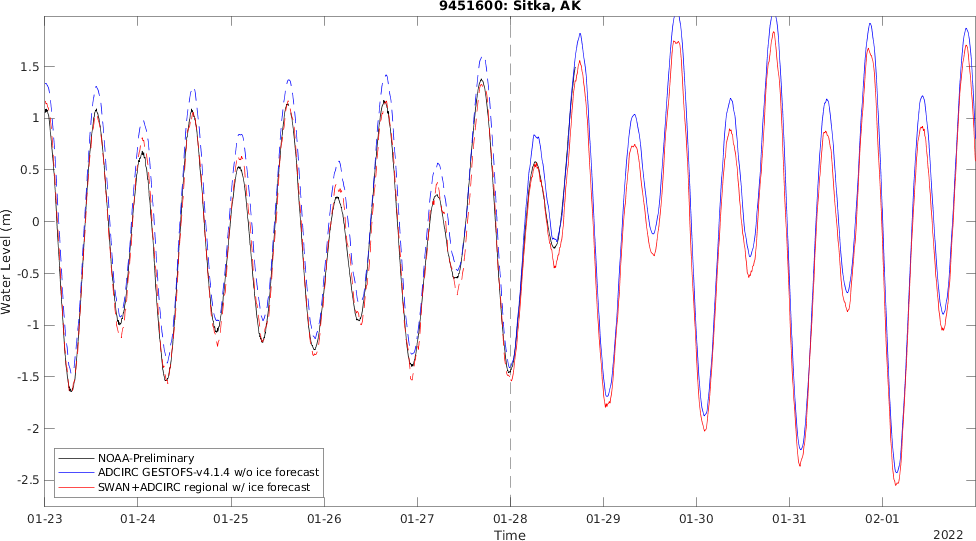 9451600: Sitka, AK
Water Level (m)
1.5
1
0.5
0
-0.5
-1
-1.5
-2
-2.5
NOAA-Preliminary
ADCIRC GESTOFS-v4.1.4 w/o ice forecast
SWAN+ADCIRC regional w/ ice forecast
01-23 01-24 01-25 01-26 01-27 01-28 01-29 01-30 01-31 02-01
Time
2022